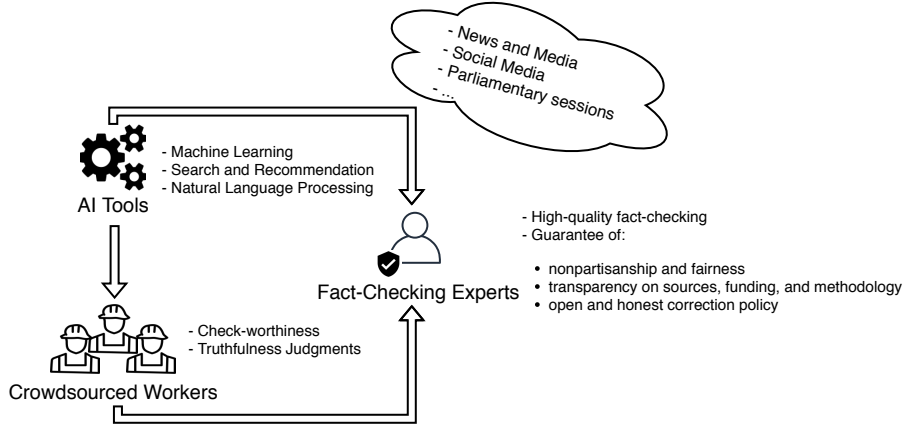 - News and Media
- Social Media
- Parliamentary sessions
- ...
- Machine Learning
- Search and Recommendation
- Natural Language Processing
AI Tools
- High-quality fact-checking
- Guarantee of:
• nonpartisanship and fairness
• transparency on sources, funding, and methodology
• open and honest correction policy
Fact-Checking Experts
- Check-worthiness
- Truthfulness Judgments
Crowdsourced Workers